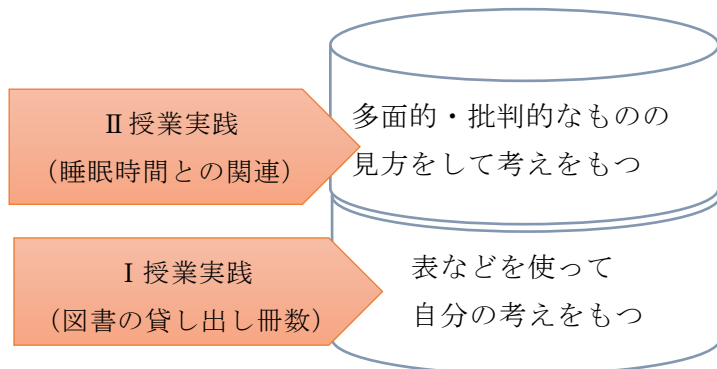 Ⅱ授業実践
（睡眠時間との関連）
多面的・批判的なものの
見方をして考えをもつ
Ⅰ授業実践
（図書の貸し出し冊数）
表などを使って
自分の考えをもつ